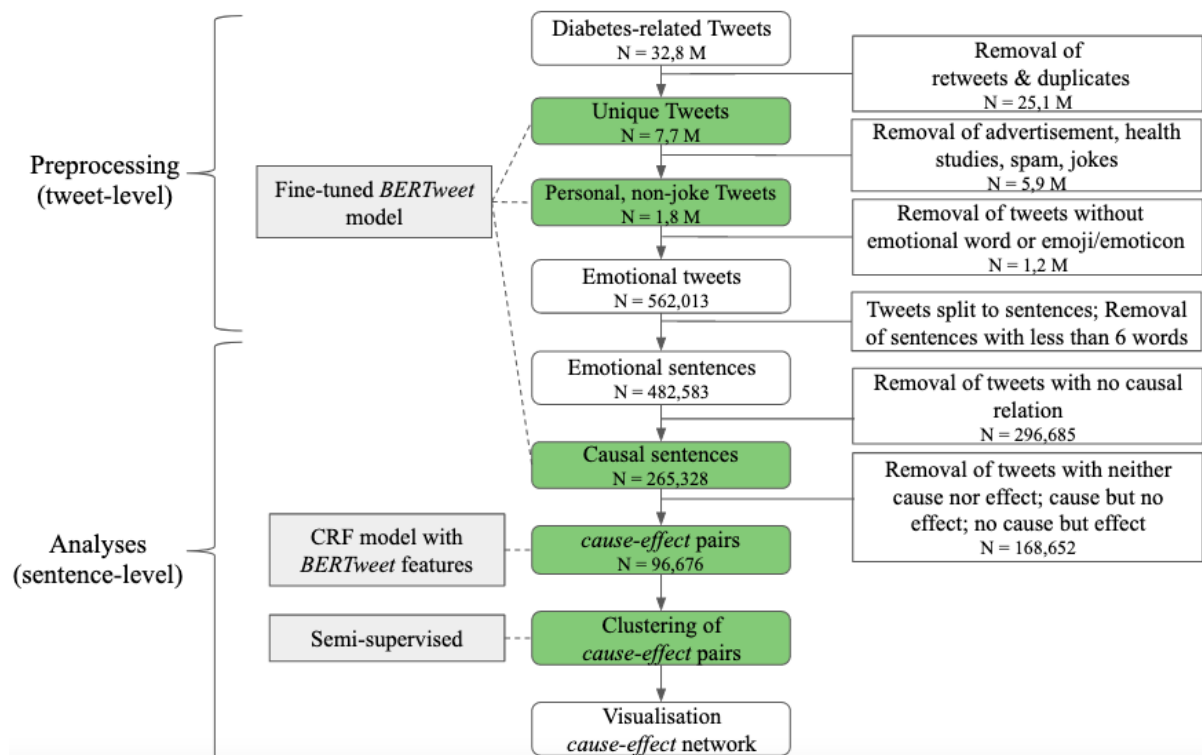 Diabetes-related Tweets
N = 32,8 M
Removal of
retweets & duplicates
N = 25,1 M
Unique Tweets
N = 7,7 M
Removal of advertisement, health
studies, spam, jokes
N = 5,9 M
Preprocessing
(tweet-level)
Fine-tuned BERTweet
model
Personal, non-joke Tweets
N = 1,8 M
Removal of tweets without
emotional word or emoji/emoticon
N = 1,2 M
Emotional tweets
N = 562,013
Tweets split to sentences; Removal
of sentences with less than 6 words
Emotional sentences
N = 482,583
Removal of tweets with no causal
relation
N = 296,685
Causal sentences
N = 265,328
Removal of tweets with neither
cause nor effect; cause but no
effect; no cause but effect
N = 168,652
Analyses
(sentence-level)
CRF model with
BERTweet features
cause-effect pairs
N = 96,676
Semi-supervised
Clustering of
cause-effect pairs
Visualisation
cause-effect network